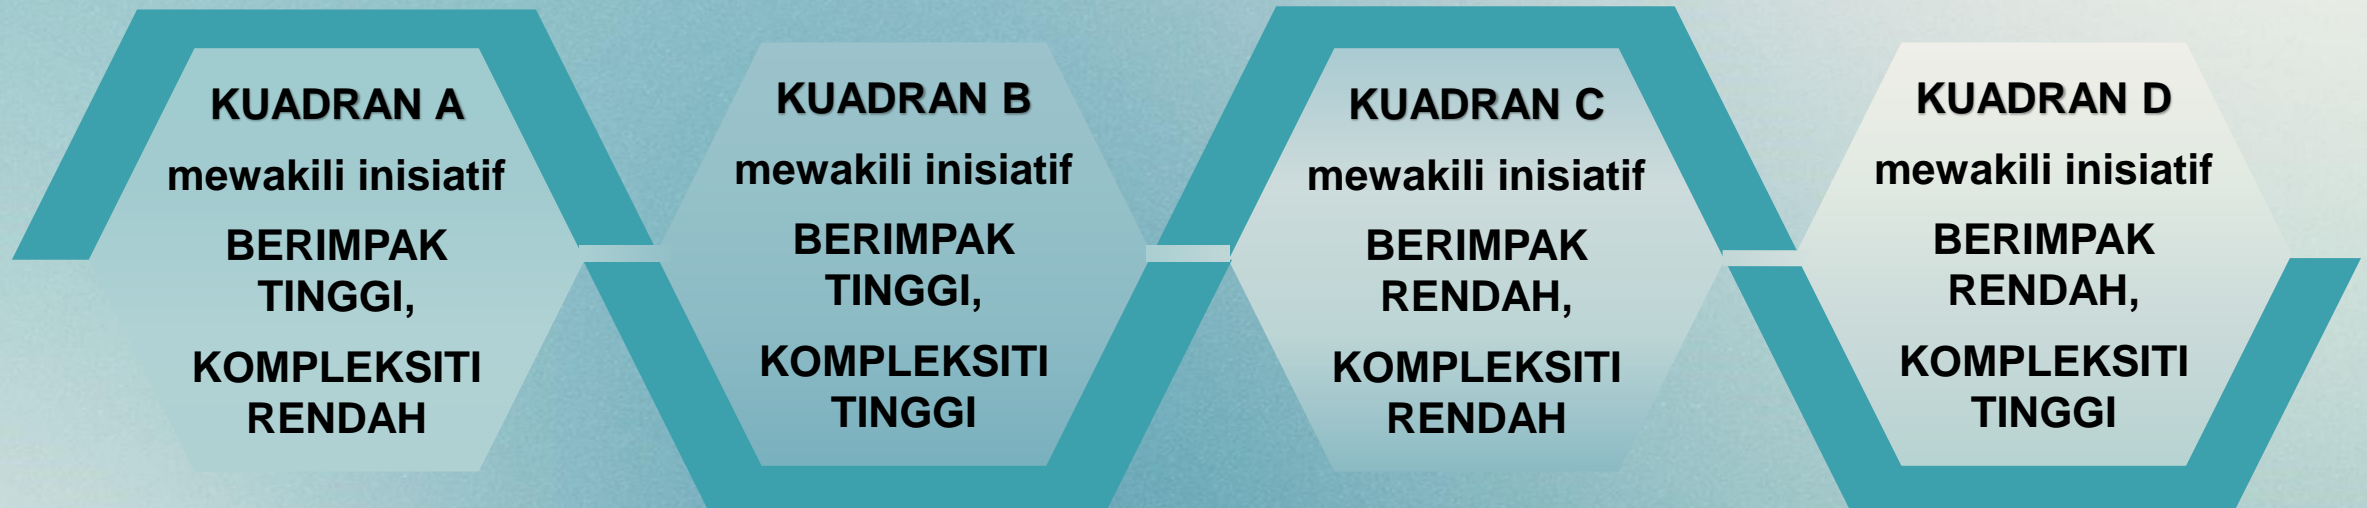 KUADRAN A
mewakili inisiatif
BERIMPAK
TINGGI,
KOMPLEKSITI
RENDAH
KUADRAN B
mewakili inisiatif
BERIMPAK
TINGGI,
KOMPLEKSITI
TINGGI
KUADRAN C
mewakili inisiatif
BERIMPAK
RENDAH,
KOMPLEKSITI
RENDAH
KUADRAN D
mewakili inisiatif
BERIMPAK
RENDAH,
KOMPLEKSITI
TINGGI